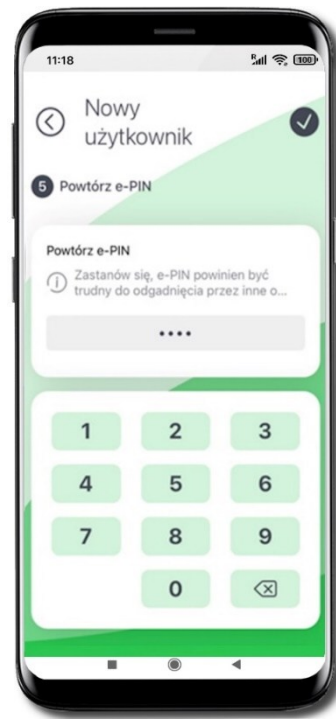 11:18
R
100
Nowy
użytkownik
5 Powtórz e-PIN
Powtórz e-PIN
Zastanów się, e-PIN powinien być
trudny do odgadnięcia przez inne o...
••••
1 2 3
4 5 6
7 8 9
0